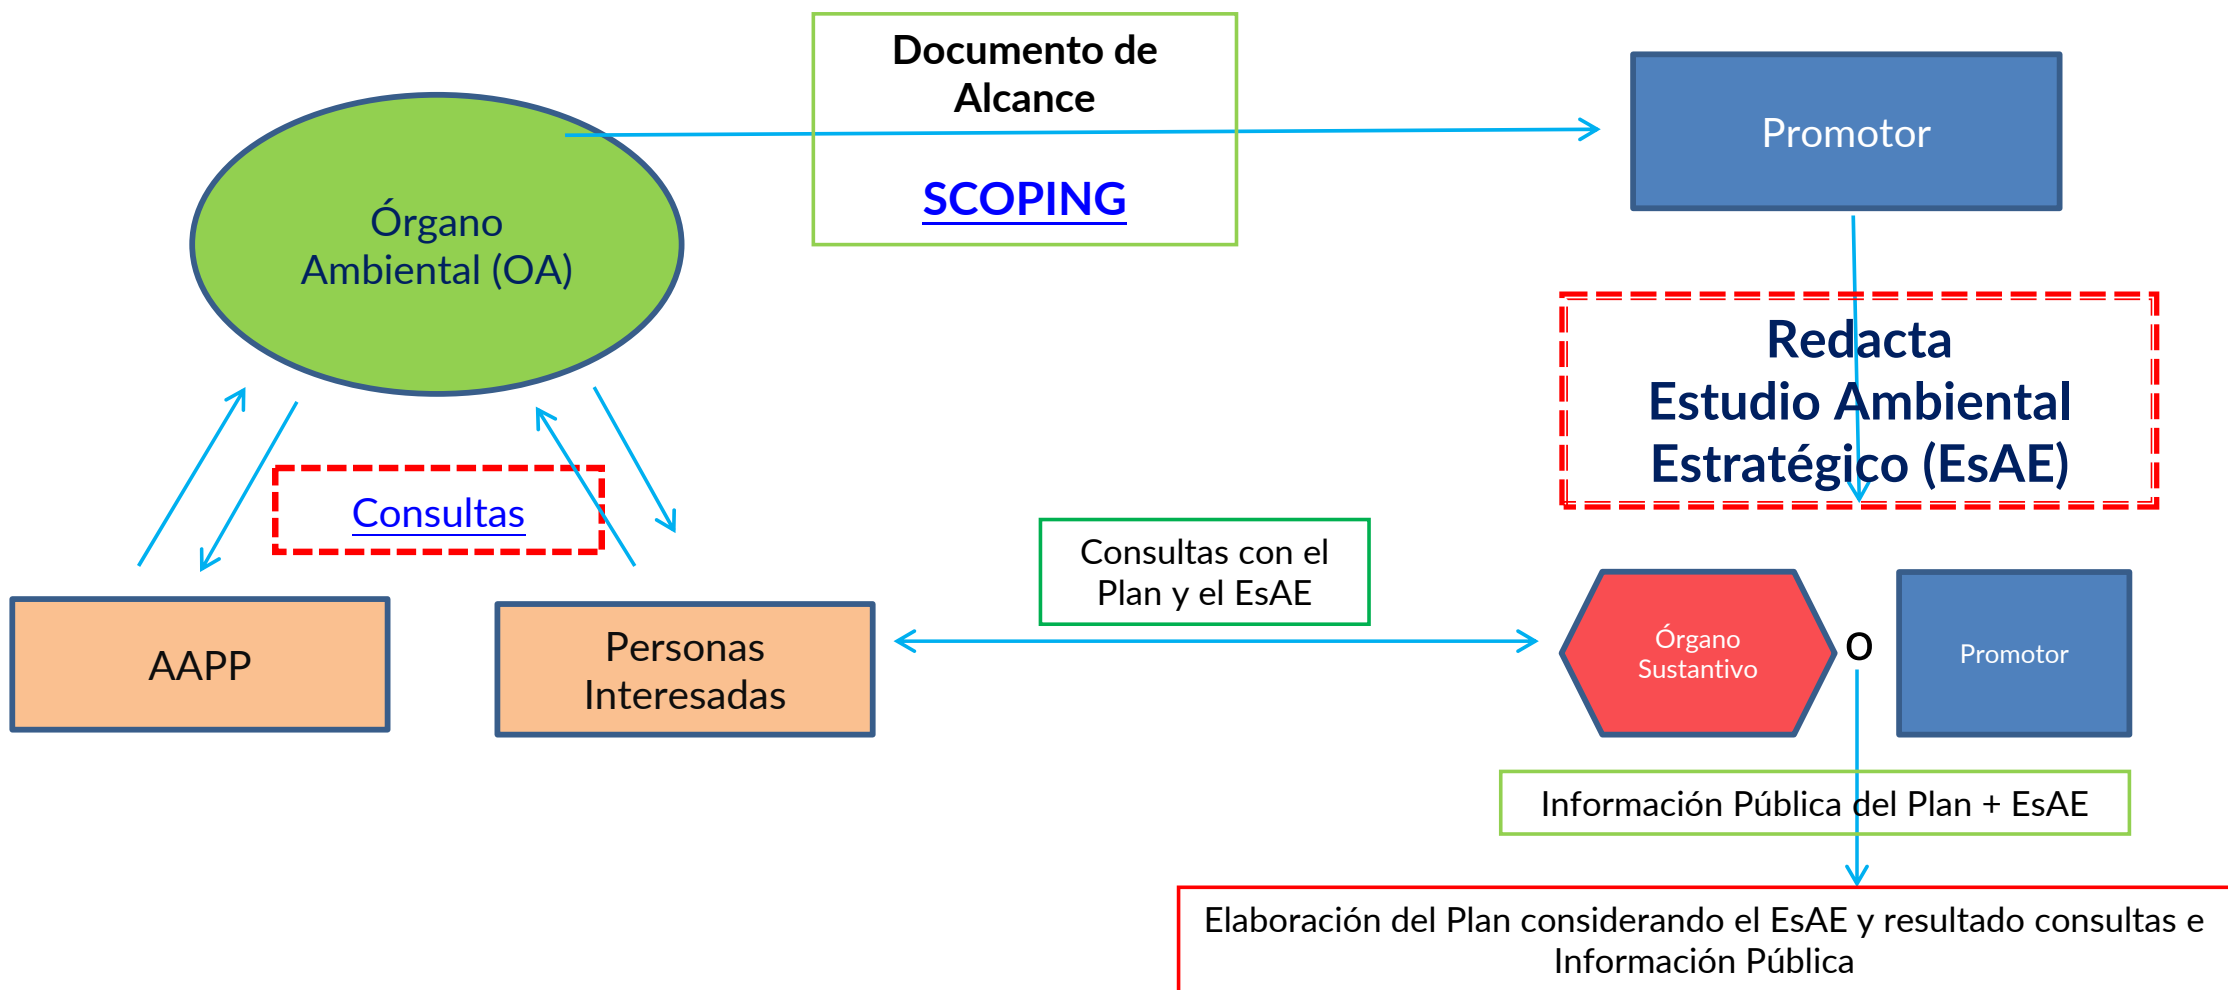 Documento de
Alcance
SCOPING
Promotor
Órgano
Ambiental (OA)
Redacta
Estudio Ambiental
Estratégico (EsAE)
Consultas
Consultas con el
Plan y el EsAE
AAPP
Personas
Interesadas
Órgano
Sustantivo
o
Promotor
Información Pública del Plan + EsAE
Elaboración del Plan considerando el EsAE y resultado consultas e
Información Pública